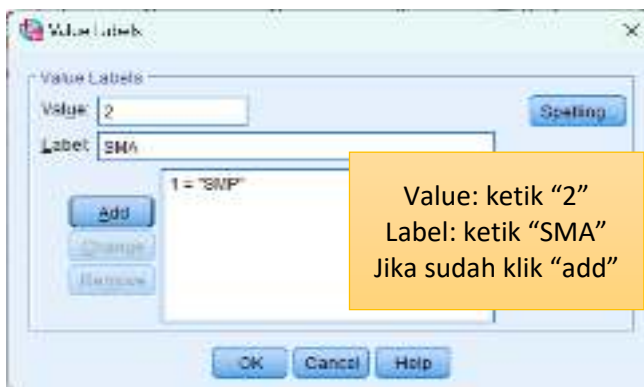 Value Labels
Value Labels
Value: 2
Spelling
Label: SMA
1 = "SMP"
Add
Change
Remove
Value: ketik “2”
Label: ketik “SMA”
Jika sudah klik “add”
OK Cancel Help